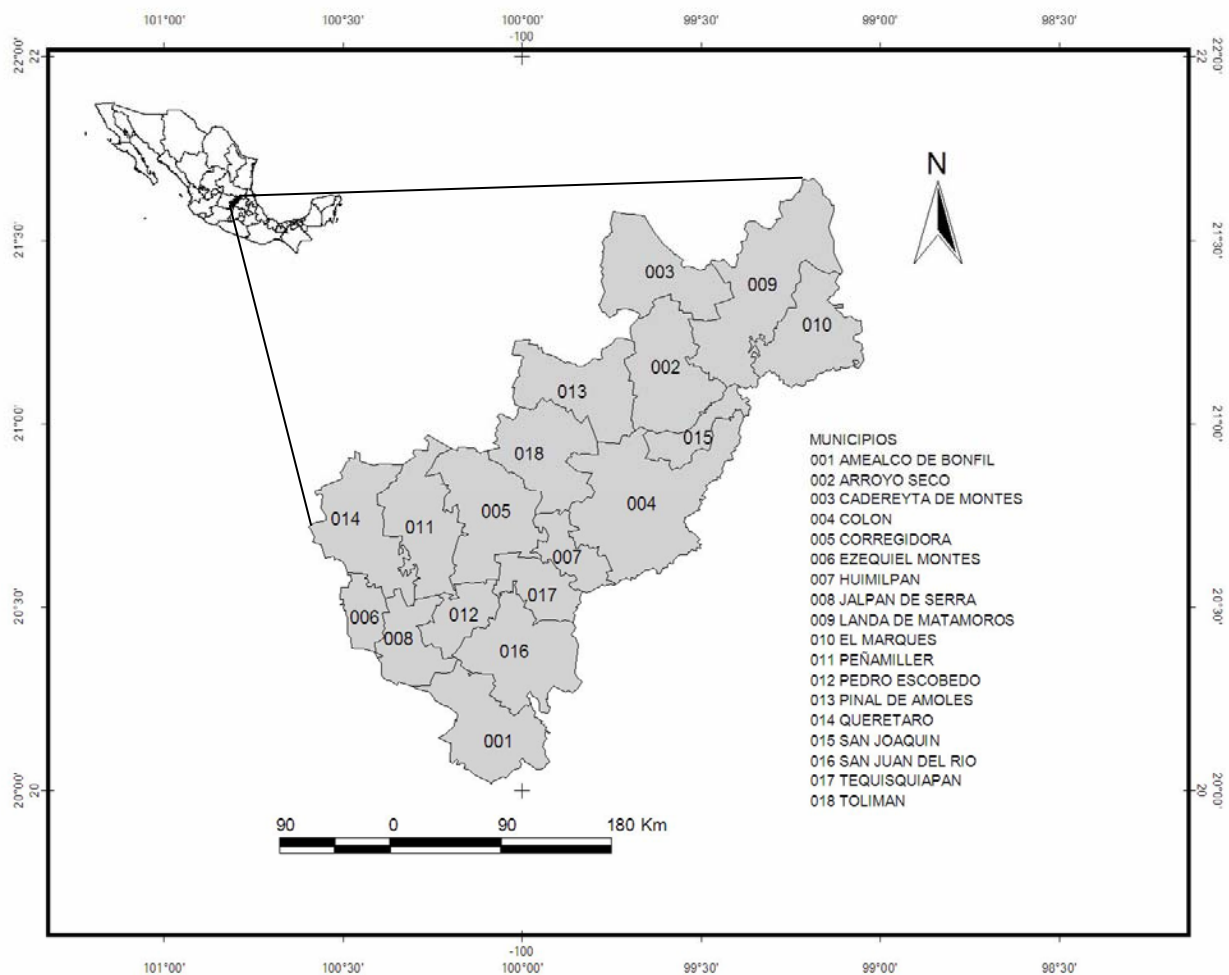 101°00' 100°30' 100°00' 99°30' 99°00' 98°30'
-100
22°00' 22 22 22°00'
N
21°30' 21°30'
003
009
010
002
013
21°00' 21°00'
015
018
MUNICIPIOS
001 AMEALCO DE BONFIL
002 ARROYO SECO
003 CADEREYTA DE MONTES
004 COLON
005 CORREGIDORA
006 EZEQUIEL MONTES
007 HUIMILPAN
008 JALPAN DE SERRA
009 LANDA DE MATAMOROS
010 EL MARQUES
011 PEÑAMILLER
012 PEDRO ESCOBEDO
013 PINAL DE AMOLES
014 QUERETARO
015 SAN JOAQUIN
016 SAN JUAN DEL RIO
017 TEQUISQUIAPAN
018 TOLIMAN
004
005
014
011
007
017
20°30' 20°30'
006
012
008
016
001
20°00' 20 20 20°00'
90 0 90 180 Km
-100
101°00' 100°30' 100°00' 99°30' 99°00' 98°30'